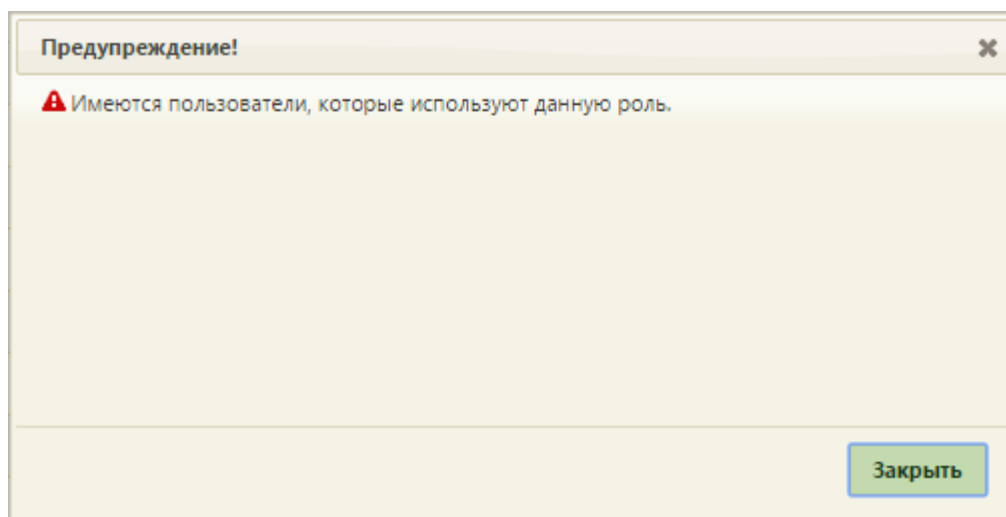 Предупреждение!
Имеются пользователи, которые используют данную роль.
Закрыть